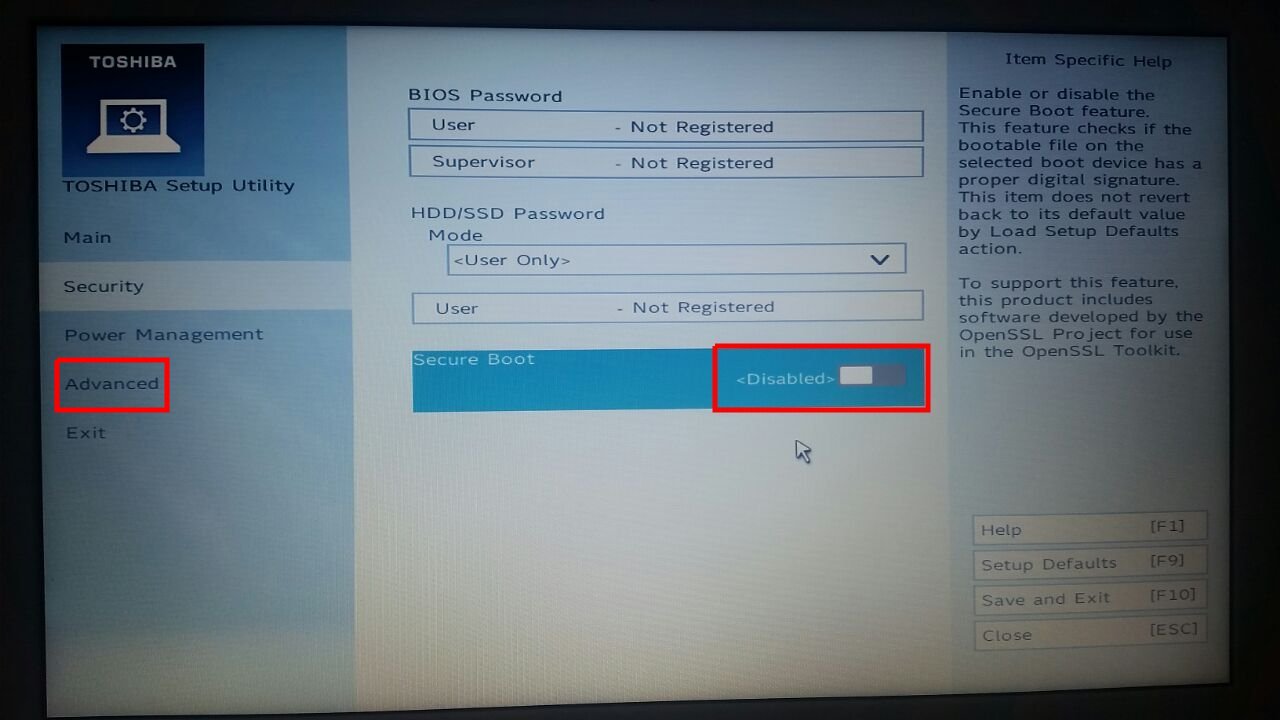 TOSHIBA
TOSHIBA Setup Utility
Main
Security
Power Management
Advanced
Exit
BIOS Password
User - Not Registered
Supervisor - Not Registered
HDD/SSD Password
Mode
<User Only>
User - Not Registered
Secure Boot
<Disabled>
Item Specific Help
Enable or disable the
Secure Boot feature.
This feature checks if the
bootable file on the
selected boot device has a
proper digital signature.
This item does not revert
back to its default value
by Load Setup Defaults
action.
To support this feature,
this product includes
software developed by the
OpenSSL Project for use
in the OpenSSL Toolkit.
Help [F1]
Setup Defaults [F9]
Save and Exit [F10]
Close [ESC]